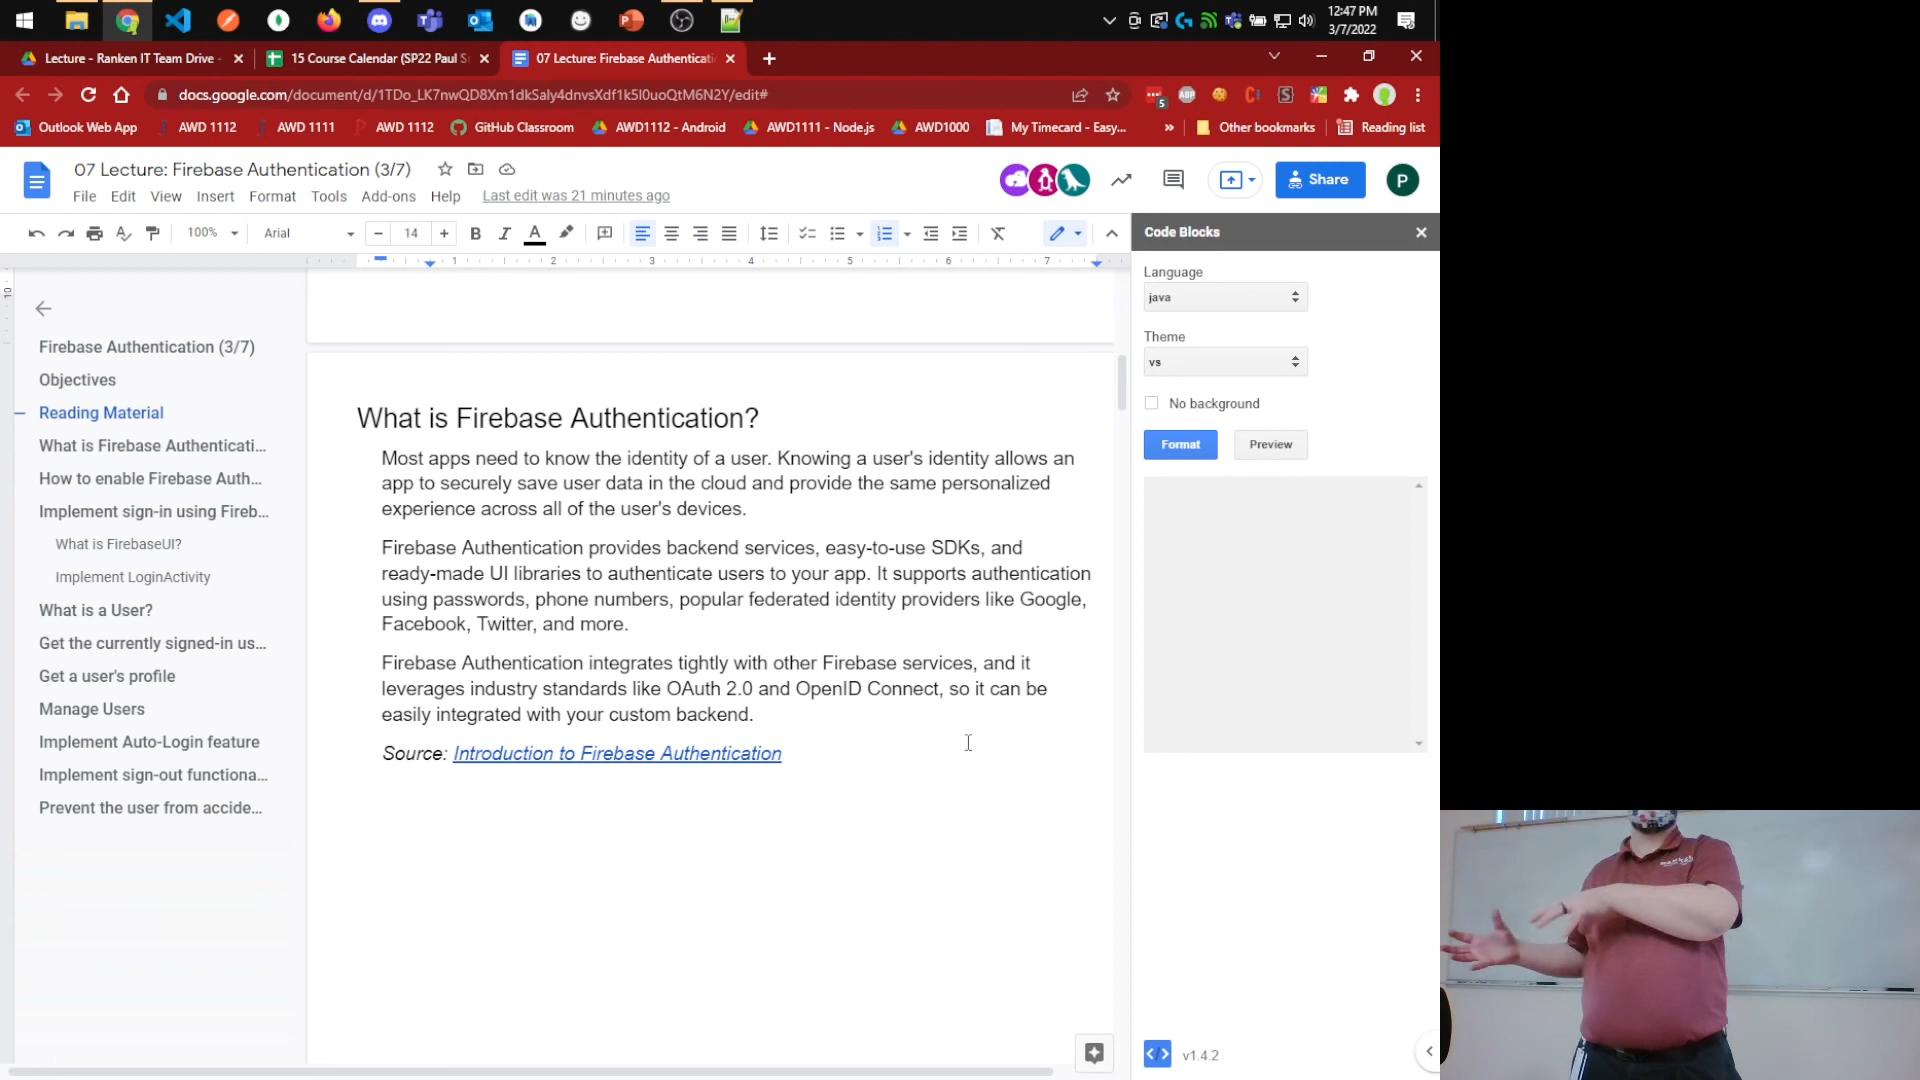 12:47 PM
3/7/2022
Lecture - Ranken IT Team Drive -
15 Course Calendar (SP22 Paul S
07 Lecture: Firebase Authenticati
docs.google.com/document/d/1TDo_LK7nwQD8Xm1dkSaly4dnvsXdf1k5l0uoQtM6N2Y/edit#
Outlook Web App
AWD 1112
AWD 1111
AWD 1112
GitHub Classroom
AWD1112 - Android
AWD1111 - Node.js
AWD1000
My Timecard - Easy...
»
Other bookmarks
Reading list
07 Lecture: Firebase Authentication (3/7)
File Edit View Insert Format Tools Add-ons Help Last edit was 21 minutes ago
Share
P
100% Arial 14 B I A
Code Blocks
1 2 3 4 5 6 7
Language
java
Theme
vs
No background
Format Preview
v1.4.2
Firebase Authentication (3/7)
Objectives
Reading Material
What is Firebase Authenticati...
How to enable Firebase Auth...
Implement sign-in using Fireb...
What is FirebaseUI?
Implement LoginActivity
What is a User?
Get the currently signed-in us...
Get a user's profile
Manage Users
Implement Auto-Login feature
Implement sign-out functiona...
Prevent the user from accide...
What is Firebase Authentication?
Most apps need to know the identity of a user. Knowing a user's identity allows an
app to securely save user data in the cloud and provide the same personalized
experience across all of the user's devices.
Firebase Authentication provides backend services, easy-to-use SDKs, and
ready-made UI libraries to authenticate users to your app. It supports authentication
using passwords, phone numbers, popular federated identity providers like Google,
Facebook, Twitter, and more.
Firebase Authentication integrates tightly with other Firebase services, and it
leverages industry standards like OAuth 2.0 and OpenID Connect, so it can be
easily integrated with your custom backend.
Source: Introduction to Firebase Authentication